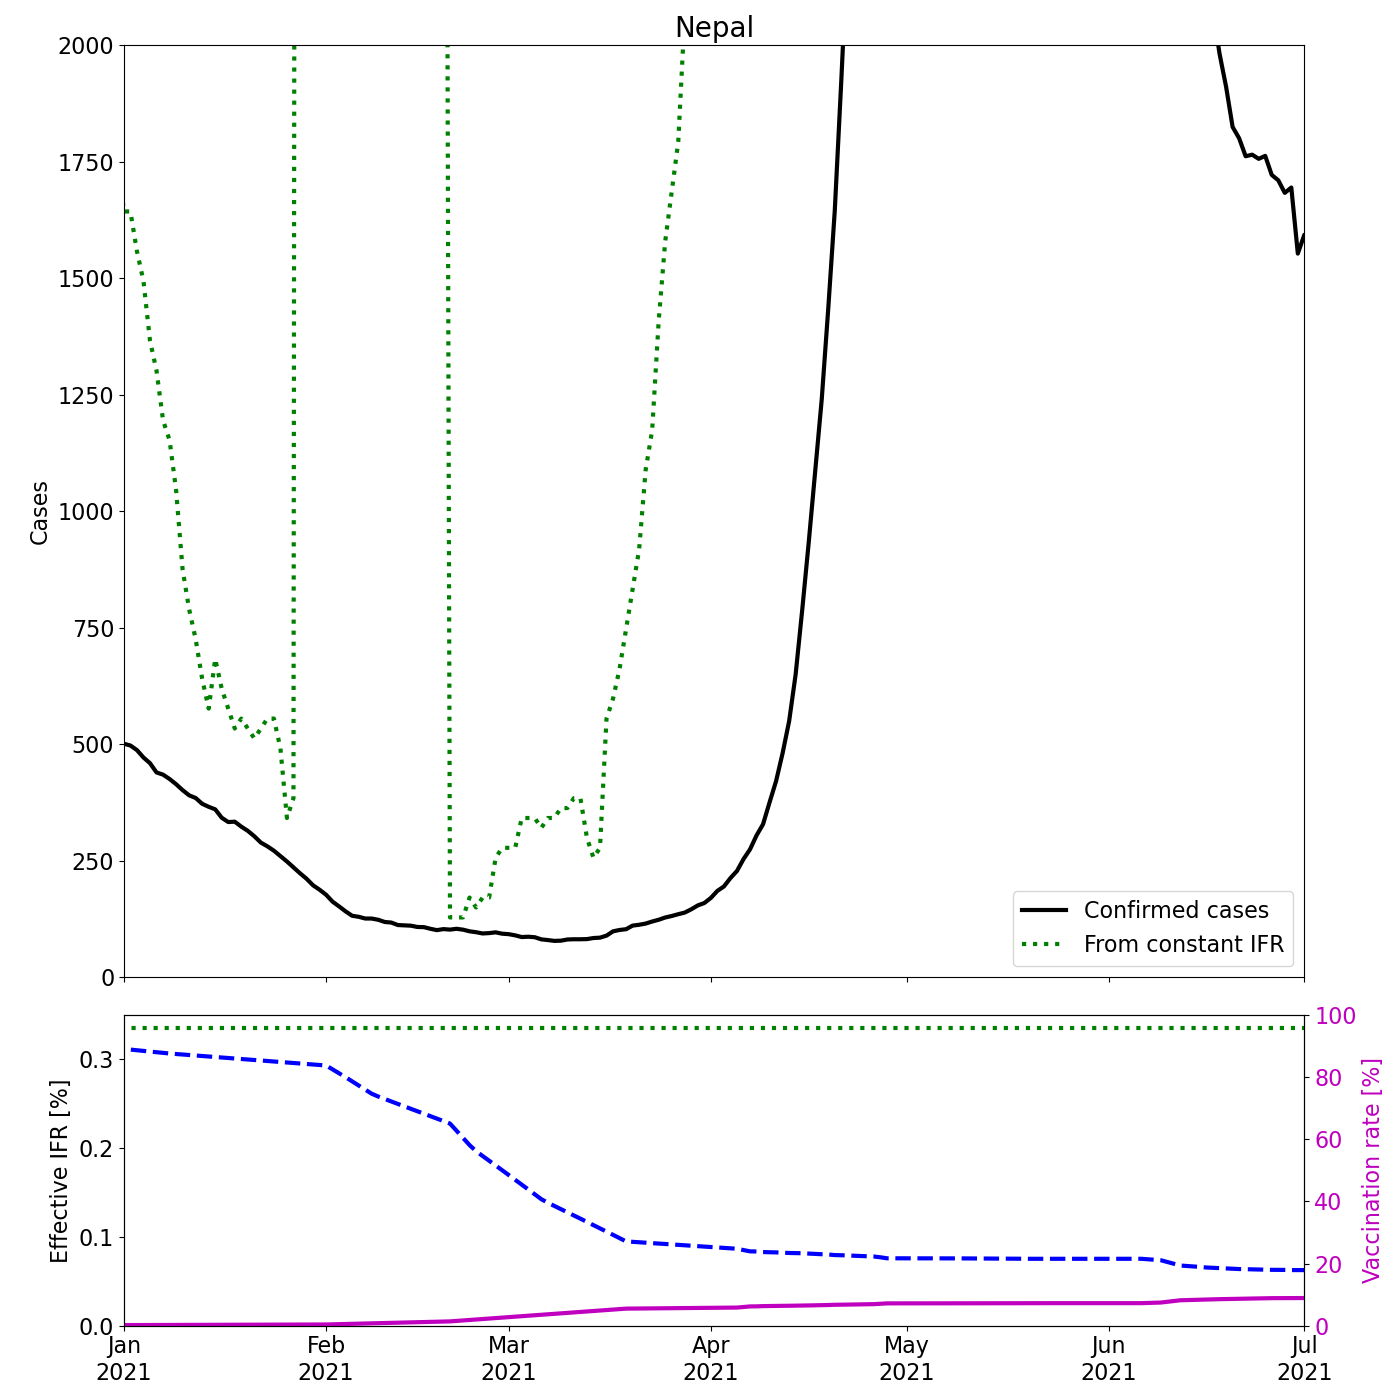 Nepal
2000
1750
1500
1250
1000
750
500
250
0
Cases
Confirmed cases
From constant IFR
0.3
0.2
0.1
0.0
Effective IFR [%]
100
80
60
40
20
0
Vaccination rate [%]
Jan Feb Mar Apr May Jun Jul
2021 2021 2021 2021 2021 2021 2021